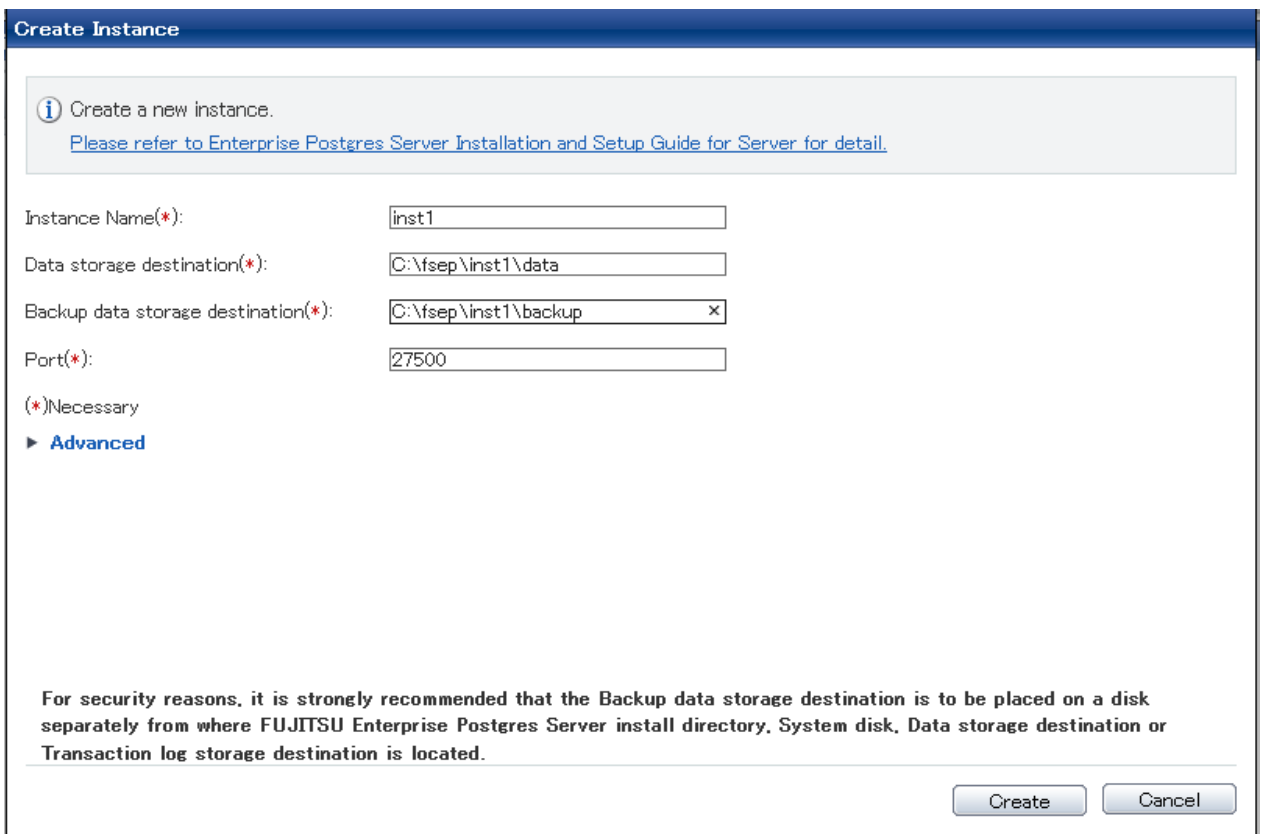 Create Instance
Create a new instance.
Please refer to Enterprise Postgres Server Installation and Setup Guide for Server for detail.
Instance Name(*): inst1
Data storage destination(*): C:\fsep\inst1\data
Backup data storage destination(*): C:\fsep\inst1\backup
Port(*): 27500
(*)Necessary
Advanced
For security reasons, it is strongly recommended that the Backup data storage destination is to be placed on a disk
separately from where FUJITSU Enterprise Postgres Server install directory, System disk, Data storage destination or
Transaction log storage destination is located.
Create Cancel